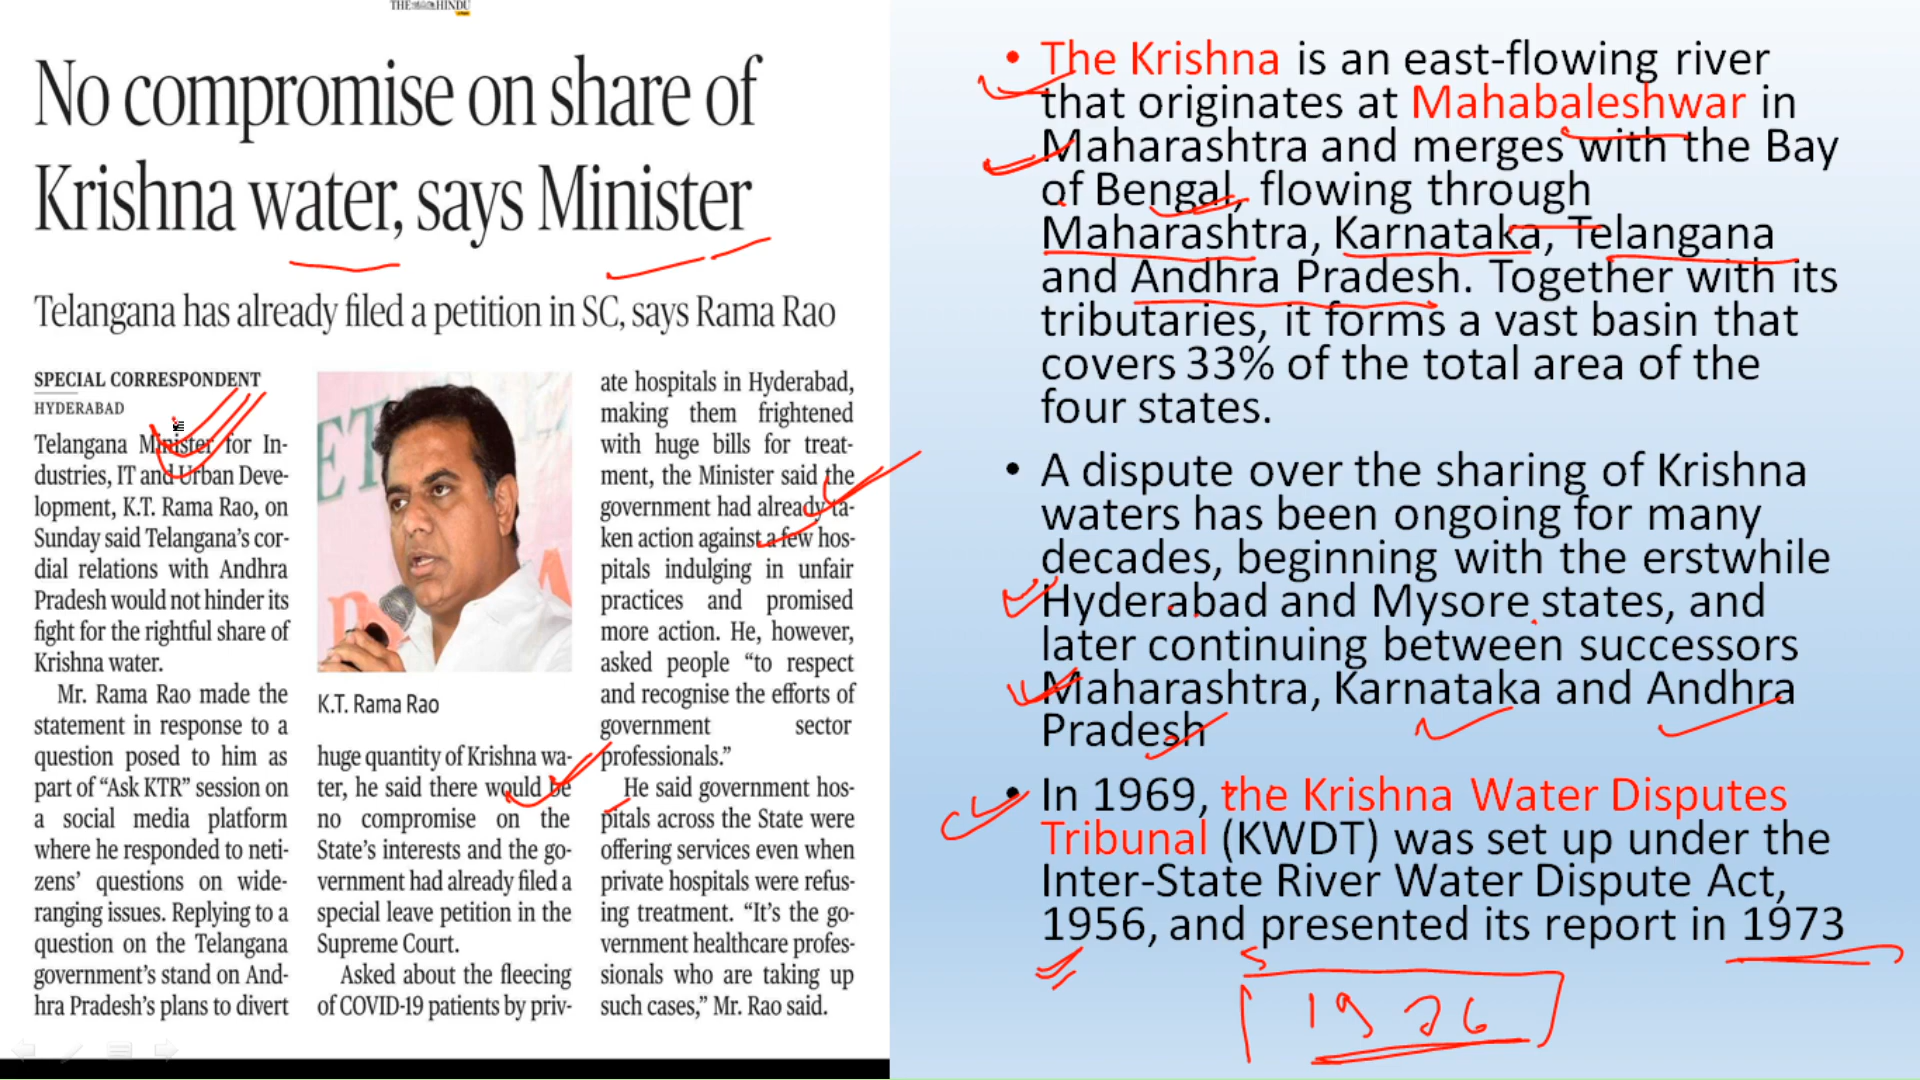 THE HINDU
No compromise on share of
Krishna water, says Minister
Telangana has already filed a petition in SC, says Rama Rao
SPECIAL CORRESPONDENT
HYDERABAD
Telangana Minister for In-
dustries, IT and Urban Deve-
lopment, K.T. Rama Rao, on
Sunday said Telangana's cor-
dial relations with Andhra
Pradesh would not hinder its
fight for the rightful share of
Krishna water.
Mr. Rama Rao made the
statement in response to a
question posed to him as
part of "Ask KTR" session on
a social media platform
where he responded to neti-
zens' questions on wide-
ranging issues. Replying to a
question on the Telangana
government's stand on And-
hra Pradesh's plans to divert
K.T. Rama Rao
huge quantity of Krishna wa-
ter, he said there would be
no compromise on the
State's interests and the go-
vernment had already filed a
special leave petition in the
Supreme Court.
Asked about the fleecing
of COVID-19 patients by priv-
ate hospitals in Hyderabad,
making them frightened
with huge bills for treat-
ment, the Minister said the
government had already ta-
ken action against a few hos-
pitals indulging in unfair
practices and promised
more action. He, however,
asked people "to respect
and recognise the efforts of
government sector
professionals."
He said government hos-
pitals across the State were
offering services even when
private hospitals were refus-
ing treatment. "It's the go-
vernment healthcare profes-
sionals who are taking up
such cases," Mr. Rao said.
• The Krishna is an east-flowing river
that originates at Mahabaleshwar in
Maharashtra and merges with the Bay
of Bengal, flowing through
Maharashtra, Karnataka, Telangana
and Andhra Pradesh. Together with its
tributaries, it forms a vast basin that
covers 33% of the total area of the
four states.
• A dispute over the sharing of Krishna
waters has been ongoing for many
decades, beginning with the erstwhile
Hyderabad and Mysore states, and
later continuing between successors
Maharashtra, Karnataka and Andhra
Pradesh
• In 1969, the Krishna Water Disputes
Tribunal (KWDT) was set up under the
Inter-State River Water Dispute Act,
1956, and presented its report in 1973
1976